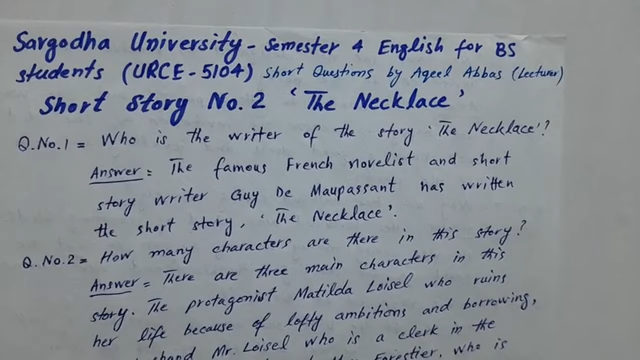 Sargodha University - Semester 4 English for BS
students (URCE-5104) Short Questions by Aqeel Abbas (Lecturer)
Short Story No. 2 'The Necklace'
Q.No.1 = Who is the writer of the story 'The Necklace'?
Answer = The famous French novelist and short
story writer Guy De Maupassant has written
the short story, 'The Necklace'.
Q.No.2 = How many characters are there in this story?
Answer = There are three main characters in this
story. The protagonist Matilda Loisel who ruins
her life because of lofty ambitions and borrowing,
Mr. Loisel who is a clerk in the
Forestier, who is